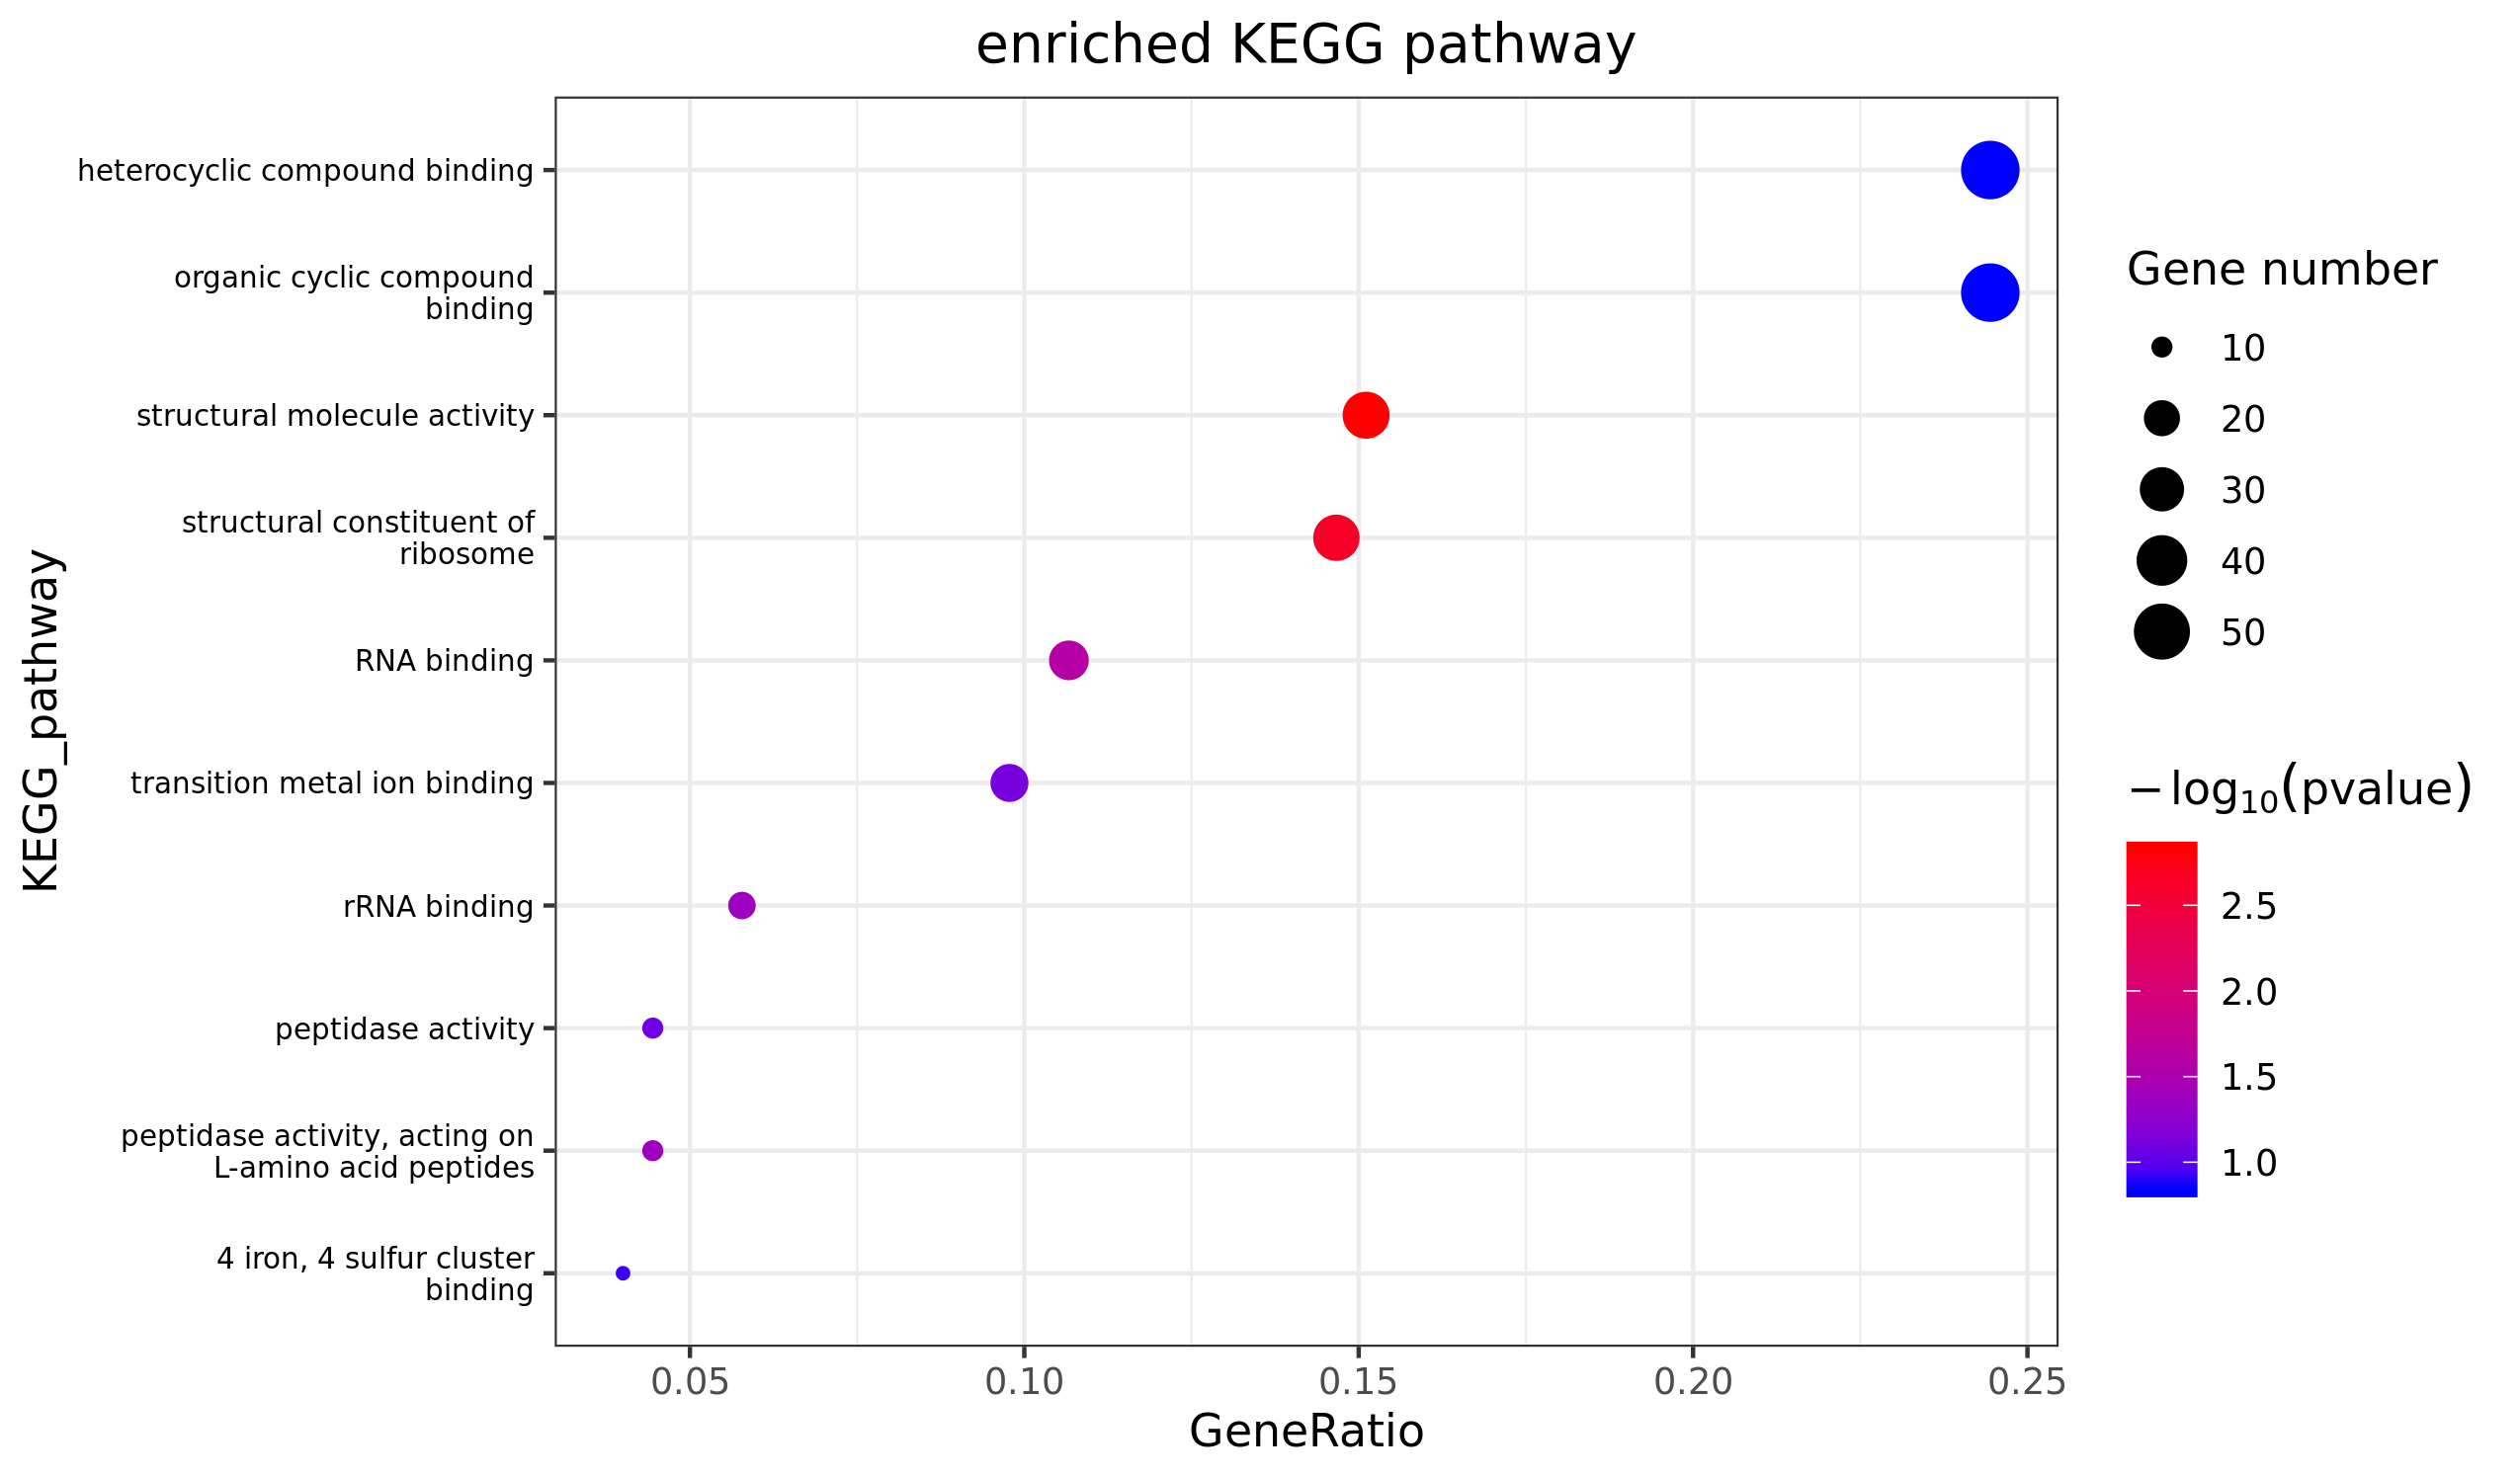 enriched KEGG pathway
heterocyclic compound binding
organic cyclic compound
binding
structural molecule activity
structural constituent of
ribosome
RNA binding
transition metal ion binding
rRNA binding
peptidase activity
peptidase activity, acting on
L-amino acid peptides
4 iron, 4 sulfur cluster
binding
KEGG_pathway
0.05 0.10 0.15 0.20 0.25
GeneRatio
Gene number
10
20
30
40
50
−log₁₀(pvalue)
2.5
2.0
1.5
1.0